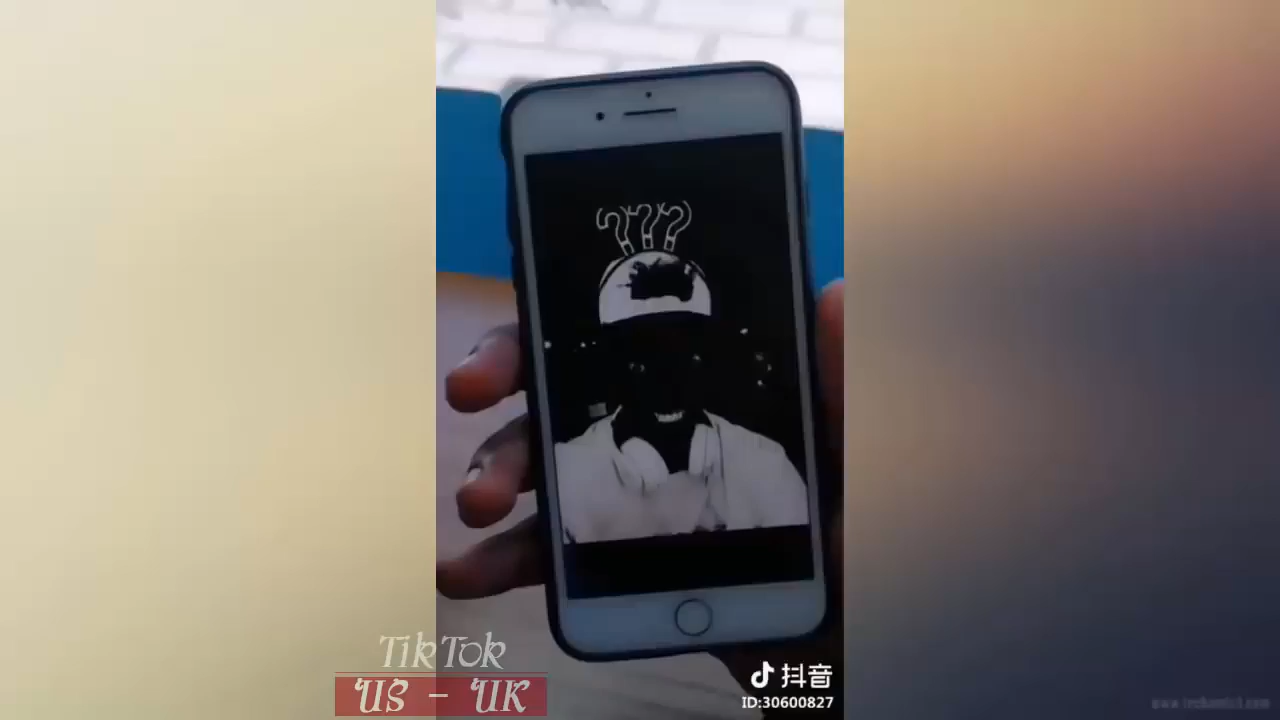 ???
TikTok
US - UK
抖音
ID:30600827